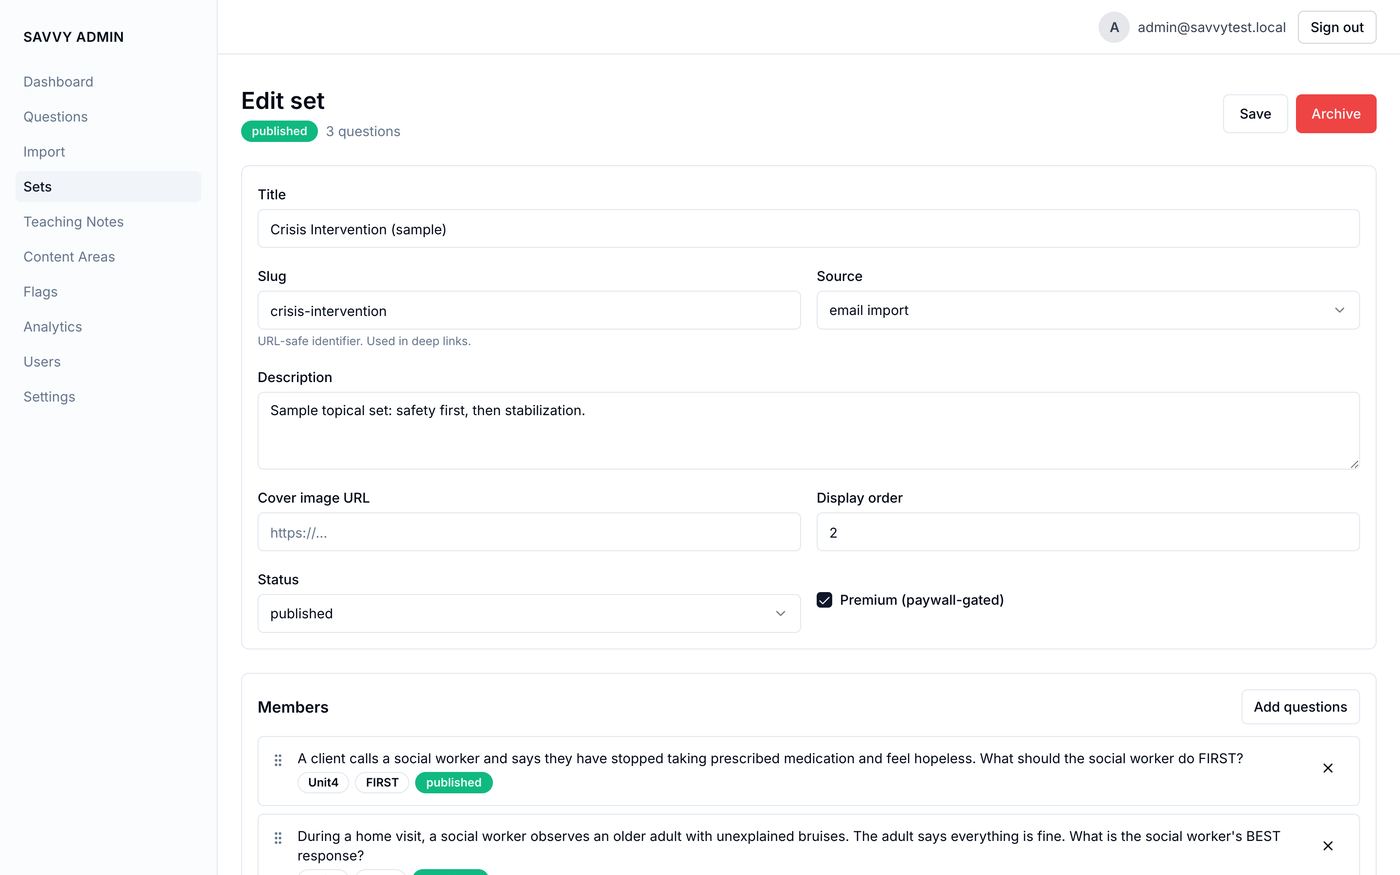 SAVVY ADMIN
Dashboard
Questions
Import
Sets
Teaching Notes
Content Areas
Flags
Analytics
Users
Settings
A
admin@savvytest.local
Sign out
Edit set
published
3 questions
Save
Archive
Title
Crisis Intervention (sample)
Slug
Source
crisis-intervention
email import
URL-safe identifier. Used in deep links.
Description
Sample topical set: safety first, then stabilization.
Cover image URL
Display order
https://...
2
Status
published
Premium (paywall-gated)
Members
Add questions
A client calls a social worker and says they have stopped taking prescribed medication and feel hopeless. What should the social worker do FIRST?
Unit4
FIRST
published
During a home visit, a social worker observes an older adult with unexplained bruises. The adult says everything is fine. What is the social worker's BEST
response?